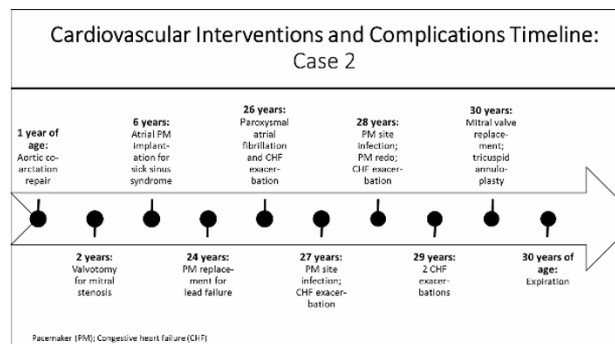 Cardiovascular Interventions and Complications Timeline:
Case 2
1 year of
age:
Aortic co-
arctation
repair
6 years:
Atrial PM
implant-
ation for
sick sinus
syndrome
26 years:
Paroxysmal
atrial
fibrillation
and CHF
exacer-
bation
28 years:
PM site
infection;
PM redo;
CHF exacer-
bation
30 years:
Mitral valve
replace-
ment;
tricuspid
annulo-
plasty
2 years:
Valvotomy
for mitral
stenosis
24 years:
PM replace-
ment for
lead failure
27 years:
PM site
infection;
CHF exacer-
bation
29 years:
2 CHF
exacer-
bations
30 years of
age:
Expiration
Pacemaker (PM); Congestive heart failure (CHF)